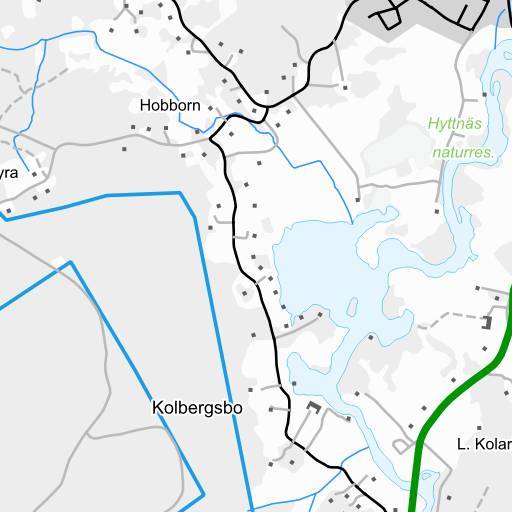 Hobborn
Hyttnäs
naturres.
yra
Kolbergsbo
L. Kolar